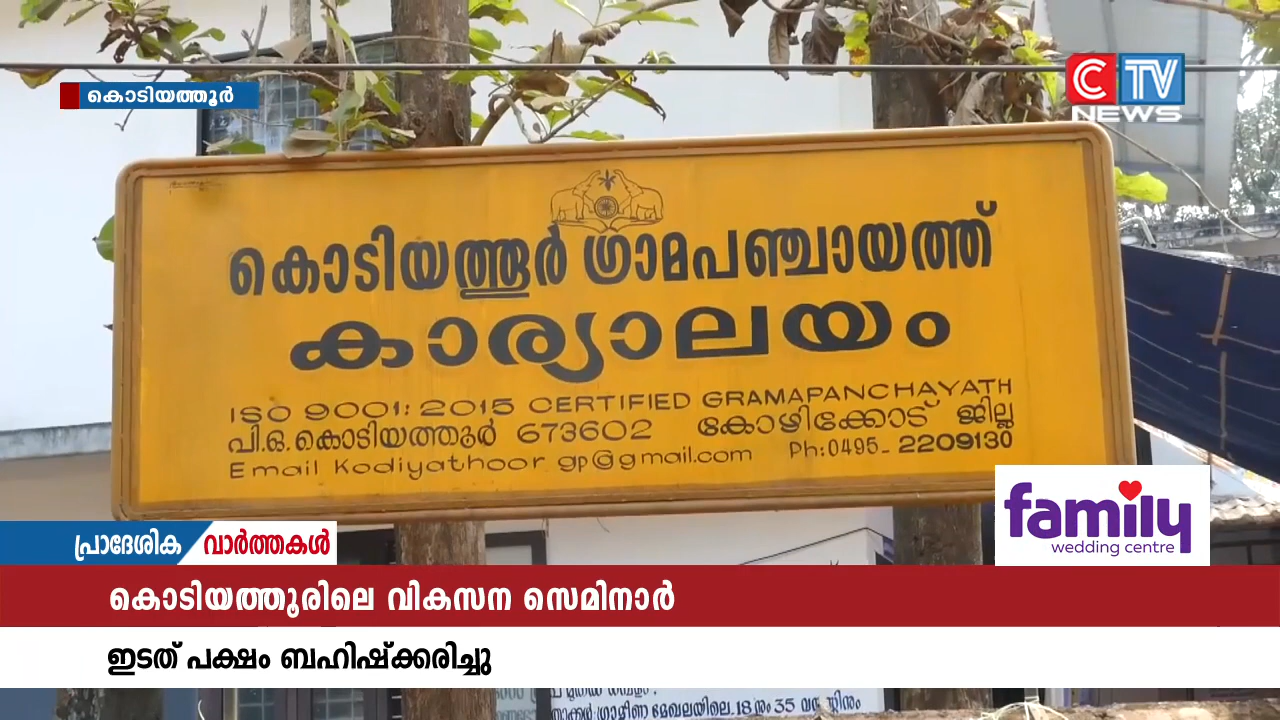 കൊടിയത്തൂർ
CTV
NEWS
കൊടിയത്തൂർ ഗ്രാമപഞ്ചായത്ത്
കാര്യാലയം
ISO 9001: 2015 CERTIFIED GRAMAPANCHAYATH
പി.ഒ.കൊടിയത്തൂർ 673602 കോഴിക്കോട് ജില്ല
Email Kodiyathoor gp@gmail.com Ph:0495-2209130
family
wedding centre
പ്രാദേശിക വാർത്തകൾ
കൊടിയത്തൂരിലെ വികസന സെമിനാർ
ഇടത് പക്ഷം ബഹിഷ്ക്കരിച്ചു